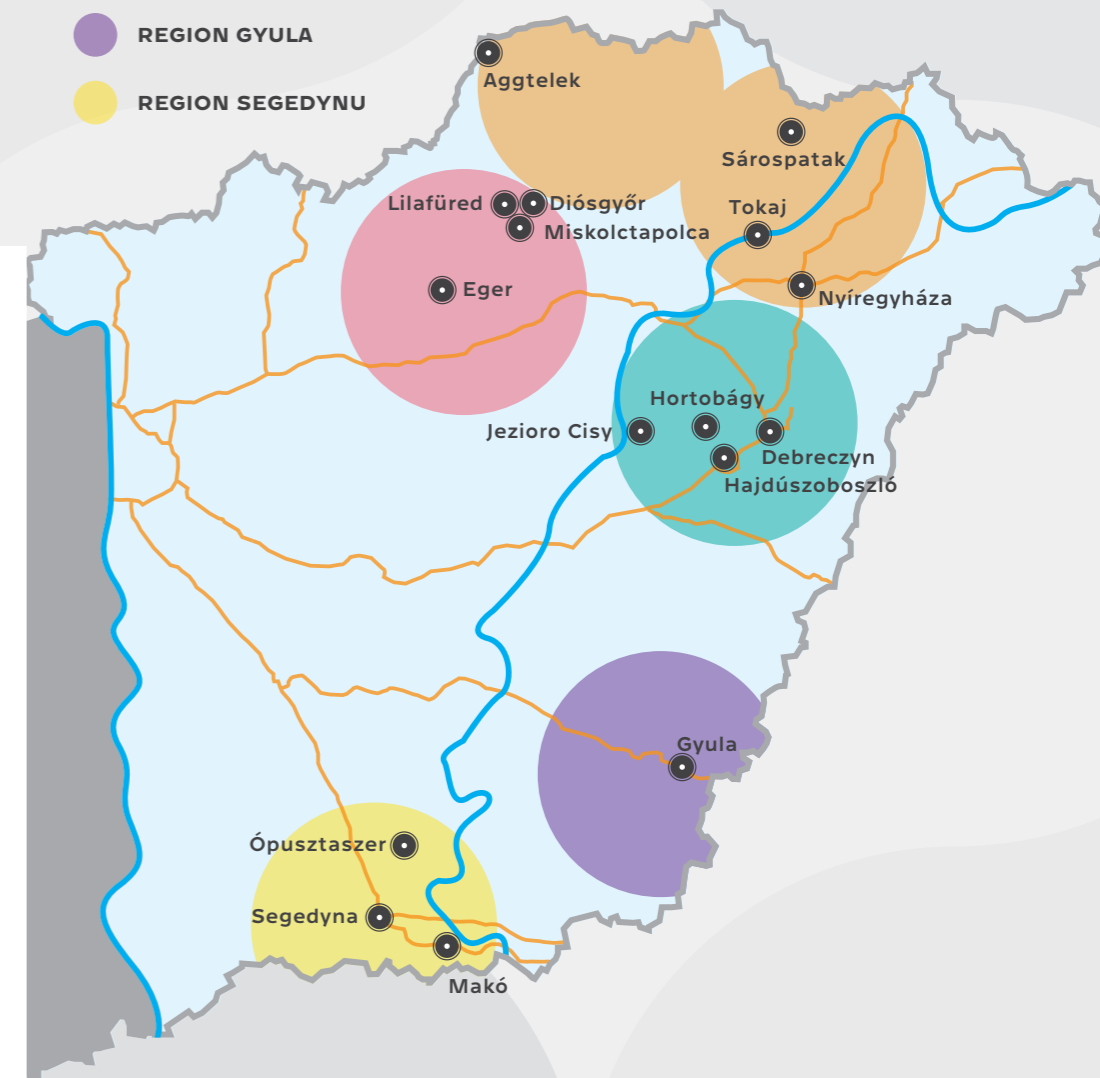 REGION GYULA
REGION SEGEDYNU
Aggtelek
Sárospatak
Lilafüred
Diósgyőr
Tokaj
Miskolctapolca
Eger
Nyíregyháza
Hortobágy
Jezioro Cisy
Debreczyn
Hajdúszoboszló
Gyula
Ópusztaszer
Segedyna
Makó